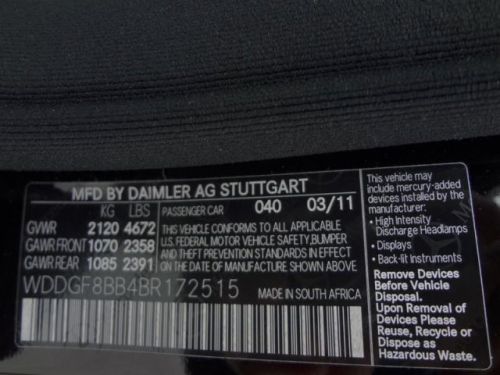 MFD BY DAIMLER AG STUTTGART
KG LBS PASSENGER CAR 040 03/11
GVWR 2120 4672
GAWR FRONT 1070 2358
GAWR REAR 1085 2391
THIS VEHICLE CONFORMS TO ALL APPLICABLE
U.S. FEDERAL MOTOR VEHICLE SAFETY, BUMPER
AND THEFT PREVENTION STANDARDS IN EFFECT
ON THE DATE OF MANUFACTURE SHOWN ABOVE.
WDDGF8BB4BR172515 MADE IN SOUTH AFRICA
This vehicle may
include mercury-added
devices installed by the
manufacturer:
• High Intensity
Discharge Headlamps
• Displays
• Back-lit Instruments
Remove Devices
Before Vehicle
Disposal.
Upon Removal of
Devices Please
Reuse, Recycle or
Dispose as
Hazardous Waste.